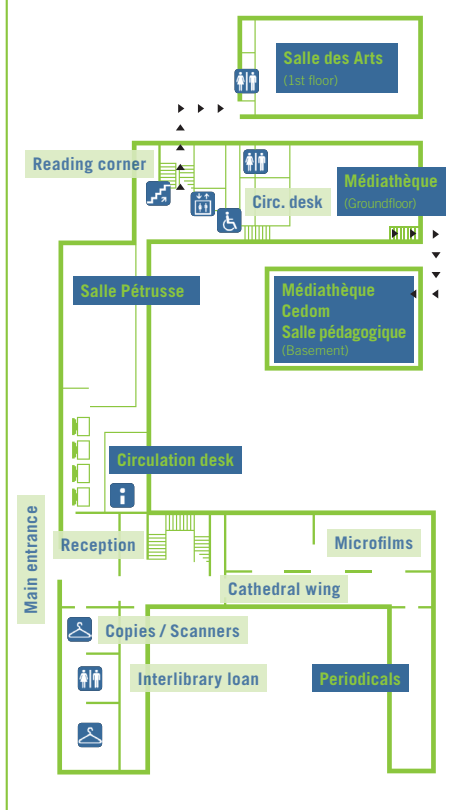 Salle des Arts
(1st floor)
Reading corner
Circ. desk
Médiathèque
(Groundfloor)
Salle Pétrusse
Médiathèque
Cedom
Salle pédagogique
(Basement)
Circulation desk
Main entrance
Reception
Microfilms
Cathedral wing
Copies / Scanners
Interlibrary loan
Periodicals